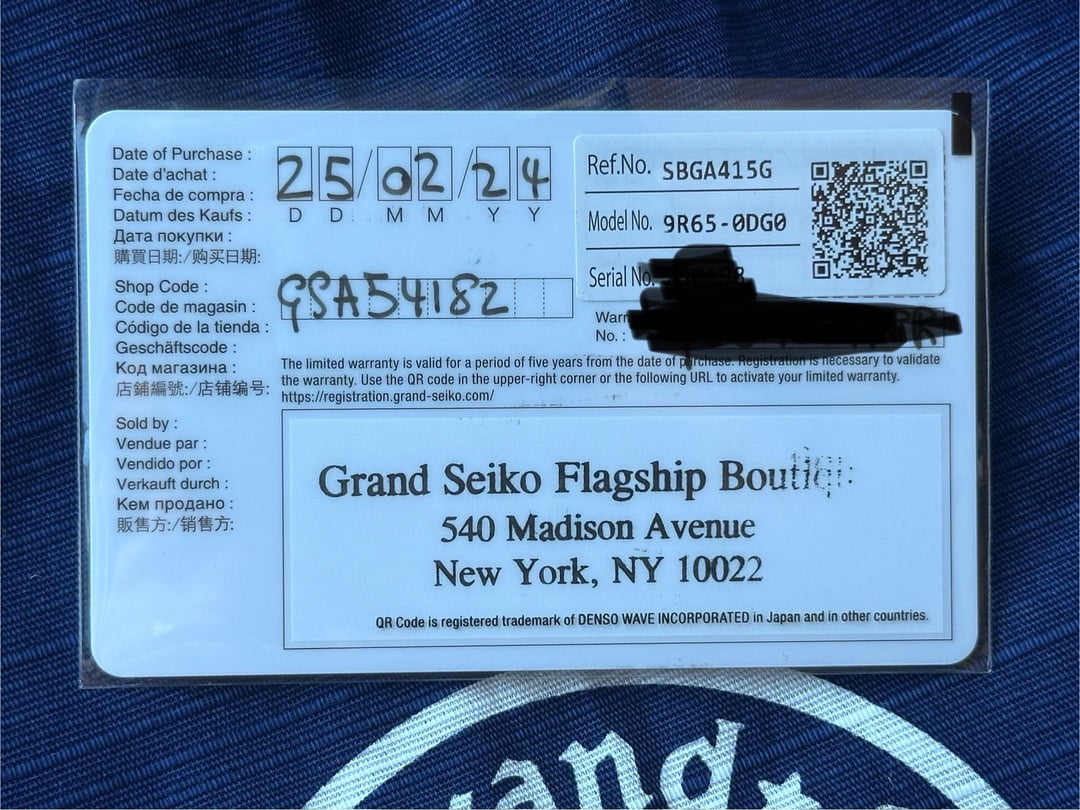 Date of Purchase :
Date d'achat :
Fecha de compra :
Datum des Kaufs :
Дата покупки :
購買日期:/购买日期:
25/02/24
D D M M Y Y
Ref.No. SBGA415G
Model No. 9R65-0DG0
Serial No.
No. :
Shop Code :
Code de magasin :
Código de la tienda :
Geschäftscode :
Код магазина :
店鋪編號:/店铺编号:
GSA54182
The limited warranty is valid for a period of five years from the date of purchase. Registration is necessary to validate
the warranty. Use the QR code in the upper-right corner or the following URL to activate your limited warranty.
https://registration.grand-seiko.com/
Sold by :
Vendue par :
Vendido por :
Verkauft durch :
Кем продано :
販售方:/销售方:
Grand Seiko Flagship Boutique
540 Madison Avenue
New York, NY 10022
QR Code is registered trademark of DENSO WAVE INCORPORATED in Japan and in other countries.